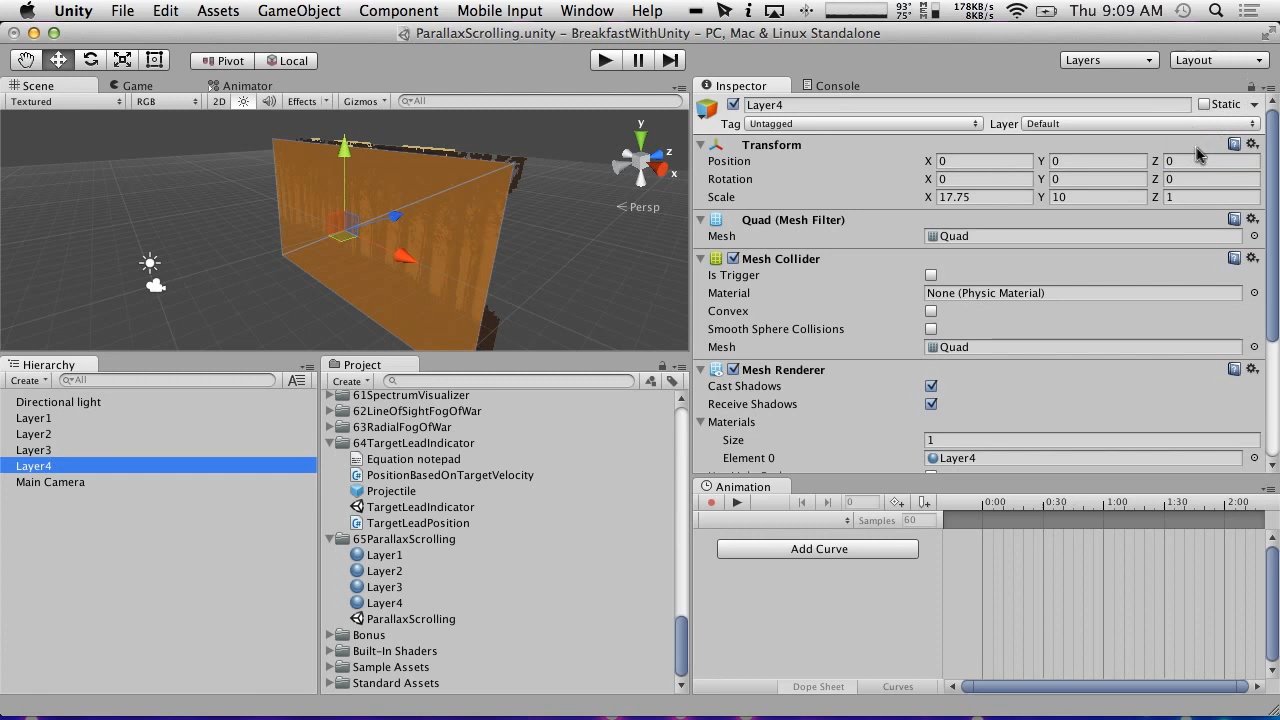 Unity File Edit Assets GameObject Component Mobile Input Window Help 93° 75° MEM 178KB/s 8KB/s Thu 9:09 AM
ParallaxScrolling.unity - BreakfastWithUnity - PC, Mac & Linux Standalone
Pivot Local Layers Layout
Scene Game Animator
Textured RGB 2D Effects Gizmos All
y
z
x
Persp
Inspector Console
Layer4 Static
Tag Untagged Layer Default
Transform
Position X 0 Y 0 Z 0
Rotation X 0 Y 0 Z 0
Scale X 17.75 Y 10 Z 1
Quad (Mesh Filter)
Mesh Quad
Mesh Collider
Is Trigger
Material None (Physic Material)
Convex
Smooth Sphere Collisions
Mesh Quad
Mesh Renderer
Cast Shadows
Receive Shadows
Materials
Size 1
Element 0 Layer4
Hierarchy
Create All
Directional light
Layer1
Layer2
Layer3
Layer4
Main Camera
Project
Create
61SpectrumVisualizer
62LineOfSightFogOfWar
63RadialFogOfWar
64TargetLeadIndicator
Equation notepad
PositionBasedOnTargetVelocity
Projectile
TargetLeadIndicator
TargetLeadPosition
65ParallaxScrolling
Layer1
Layer2
Layer3
Layer4
ParallaxScrolling
Bonus
Built-In Shaders
Sample Assets
Standard Assets
Animation
0 0:00 0:30 1:00 1:30 2:00
Samples 60
Add Curve
Dope Sheet Curves